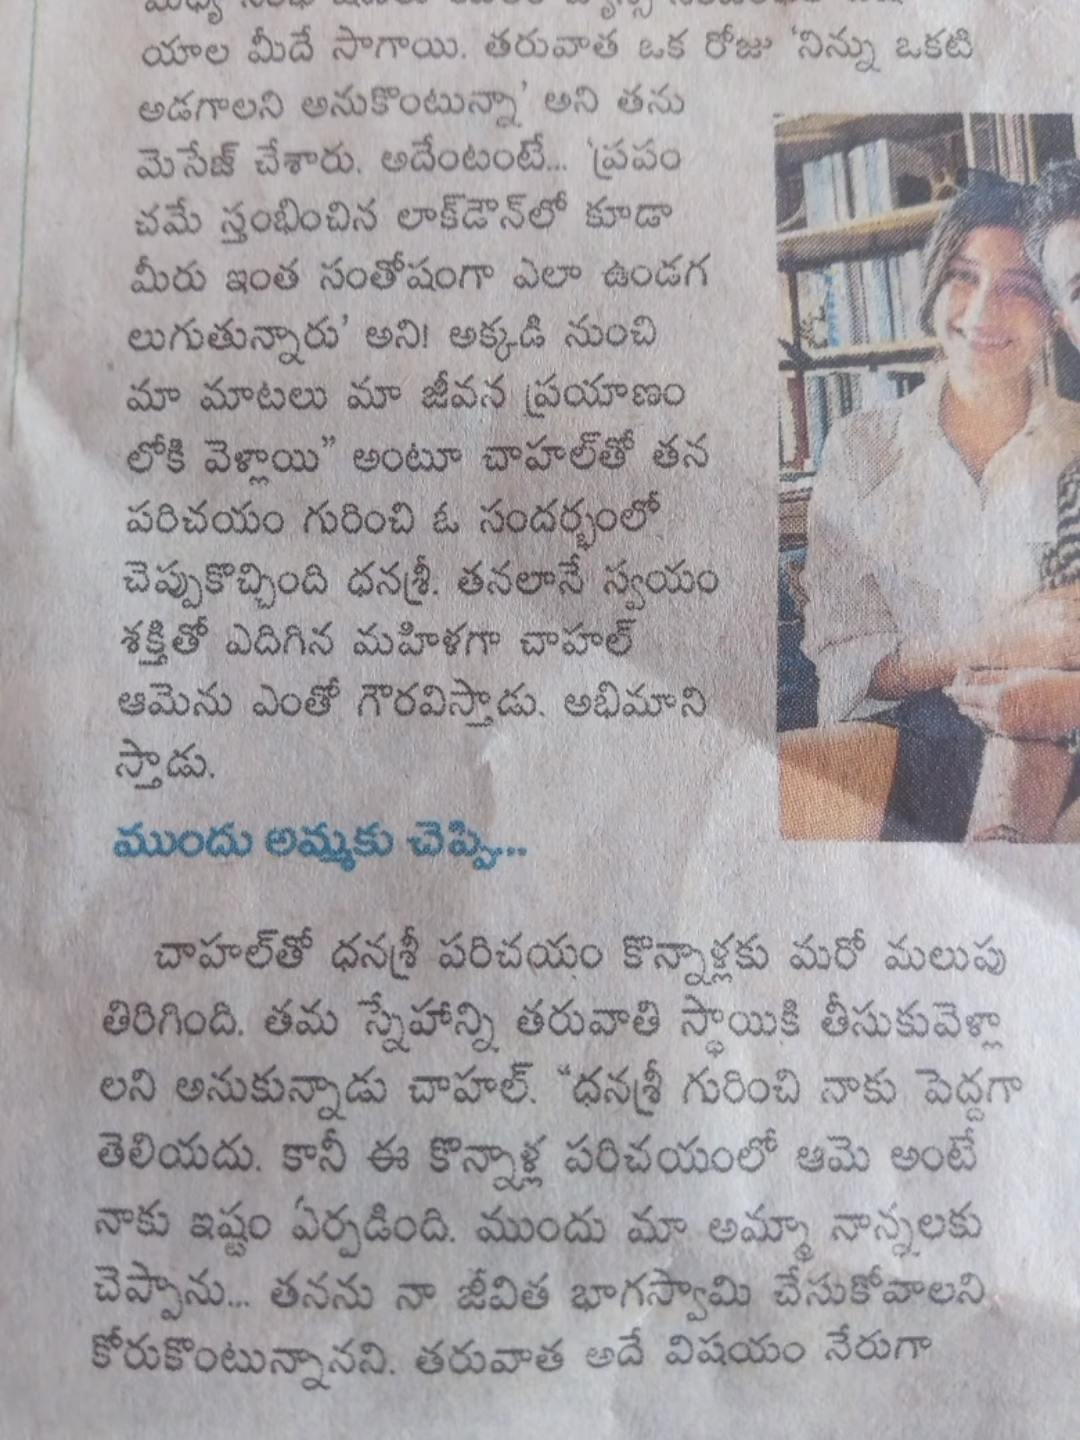 యాల మీదే సాగాయి. తరువాత ఒక రోజు ‘నిన్ను ఒకటి
అడగాలని అనుకొంటున్నా’ అని తను
మెసేజ్ చేశారు. అదేంటంటే... ‘ప్రపం
చమే స్తంభించిన లాక్‌డౌన్‌లో కూడా
మీరు ఇంత సంతోషంగా ఎలా ఉండగ
లుగుతున్నారు’ అని! అక్కడి నుంచి
మా మాటలు మా జీవన ప్రయాణం
లోకి వెళ్లాయి” అంటూ చాహల్‌తో తన
పరిచయం గురించి ఓ సందర్భంలో
చెప్పుకొచ్చింది ధనశ్రీ. తనలానే స్వయం
శక్తితో ఎదిగిన మహిళగా చాహల్
ఆమెను ఎంతో గౌరవిస్తాడు. అభిమాని
స్తాడు.
ముందు అమ్మకు చెప్పి...
చాహల్‌తో ధనశ్రీ పరిచయం కొన్నాళ్లకు మరో మలుపు
తిరిగింది. తమ స్నేహాన్ని తరువాతి స్థాయికి తీసుకువెళ్లా
లని అనుకున్నాడు చాహల్. “ధనశ్రీ గురించి నాకు పెద్దగా
తెలియదు. కానీ ఈ కొన్నాళ్ల పరిచయంలో ఆమె అంటే
నాకు ఇష్టం ఏర్పడింది. ముందు మా అమ్మా నాన్నలకు
చెప్పాను... తనను నా జీవిత భాగస్వామి చేసుకోవాలని
కోరుకొంటున్నానని. తరువాత అదే విషయం నేరుగా